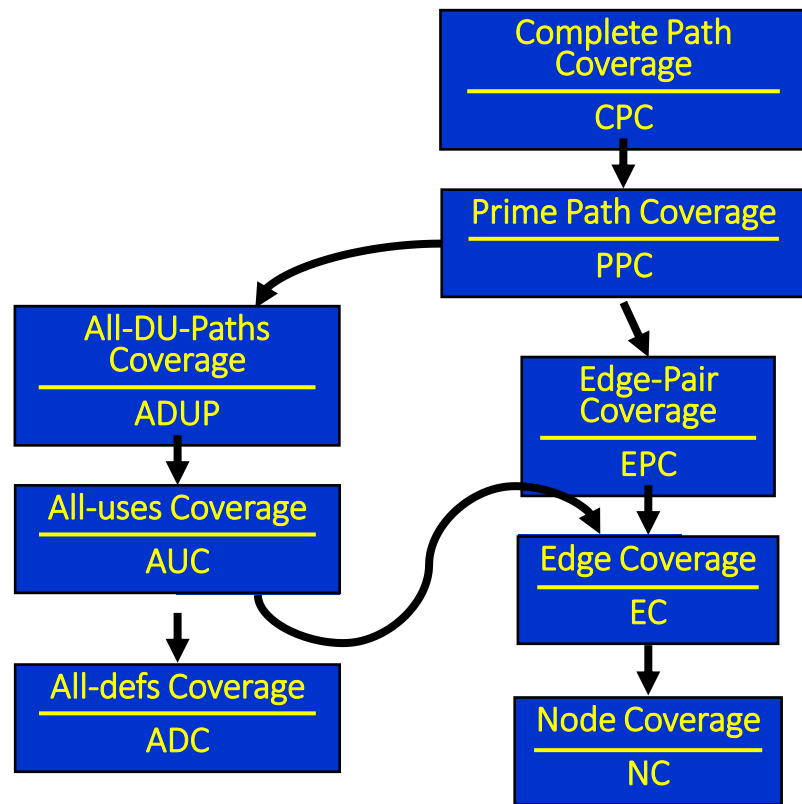 Complete Path
Coverage
CPC
Prime Path Coverage
PPC
All-DU-Paths
Coverage
ADUP
Edge-Pair
Coverage
EPC
All-uses Coverage
AUC
Edge Coverage
EC
All-defs Coverage
ADC
Node Coverage
NC